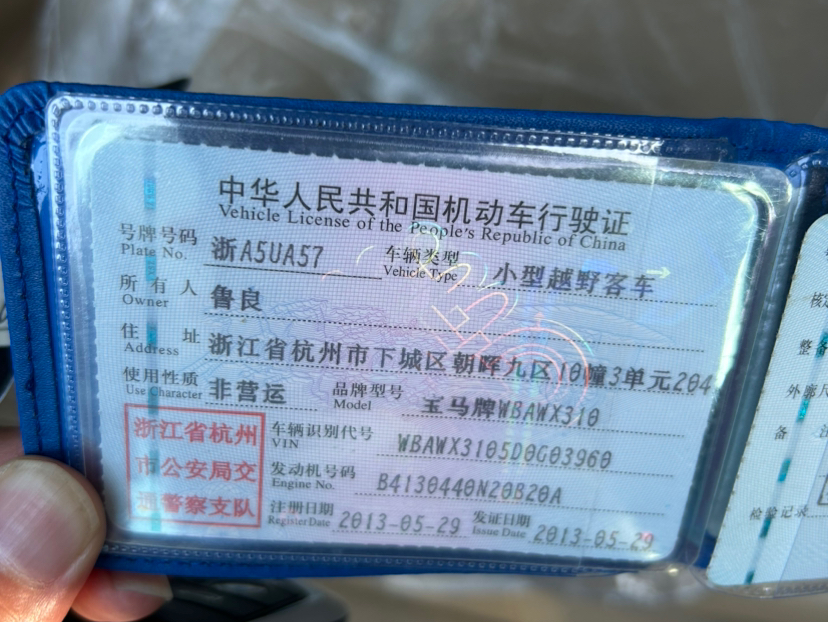 中华人民共和国机动车行驶证
Vehicle License of the People's Republic of China
号牌号码 浙A5UA57 车辆类型 小型越野客车
Plate No. Vehicle Type
所有人 鲁良
Owner
住址 浙江省杭州市下城区朝晖九区10幢3单元204
Address
使用性质 非营运 品牌型号 宝马牌WBAWX310
Use Character Model
浙江省杭州
市公安局交
通警察支队
车辆识别代号 WBAWX3105D0G03960
VIN
发动机号码 B4130440N20B20A
Engine No.
注册日期 2013-05-29 发证日期 2013-05-29
Register Date Issue Date
核定
整备
外廓尺
备
检验记录